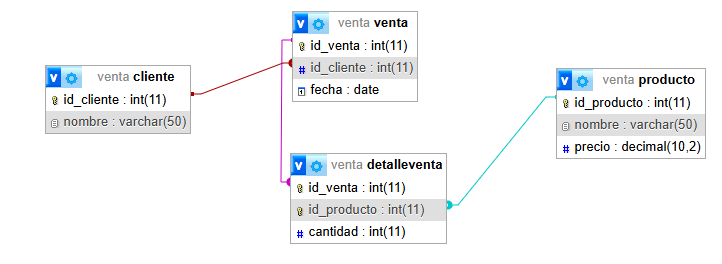 v venta venta
id_venta : int(11)
# id_cliente : int(11)
fecha : date
v venta cliente
id_cliente : int(11)
nombre : varchar(50)
v venta producto
id_producto : int(11)
nombre : varchar(50)
# precio : decimal(10,2)
v venta detalleventa
id_venta : int(11)
id_producto : int(11)
# cantidad : int(11)